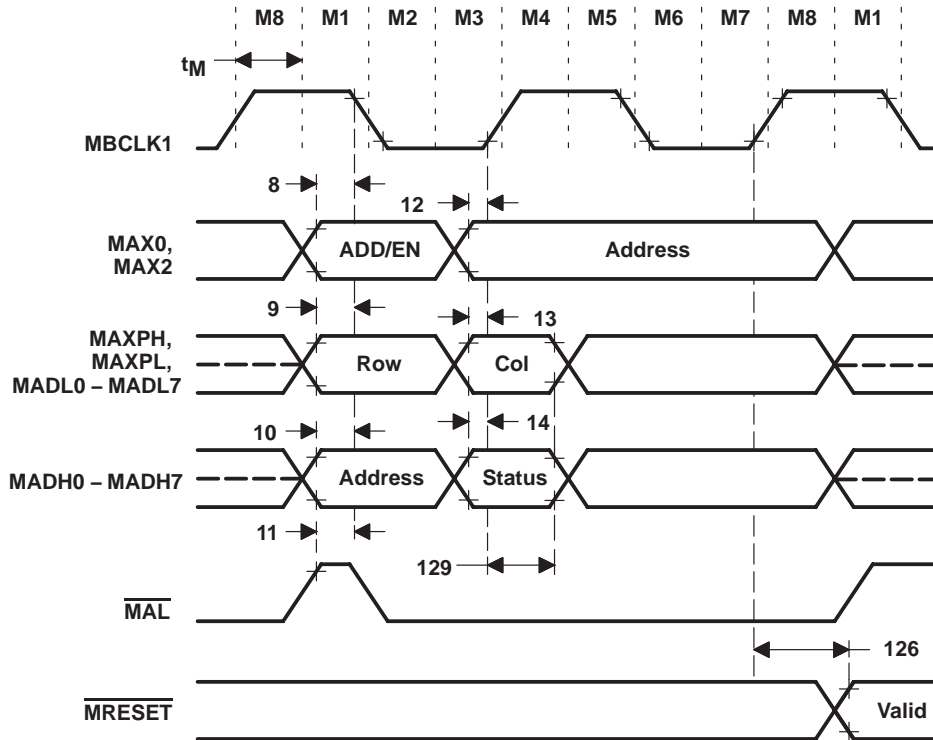 M8 M1 M2 M3 M4 M5 M6 M7 M8 M1
tM
MBCLK1
8
12
MAX0,
MAX2
ADD/EN
Address
9
13
MAXPH,
MAXPL,
MADL0 – MADL7
Row
Col
10
14
MADH0 – MADH7
Address
Status
11
129
MAL
126
MRESET
Valid